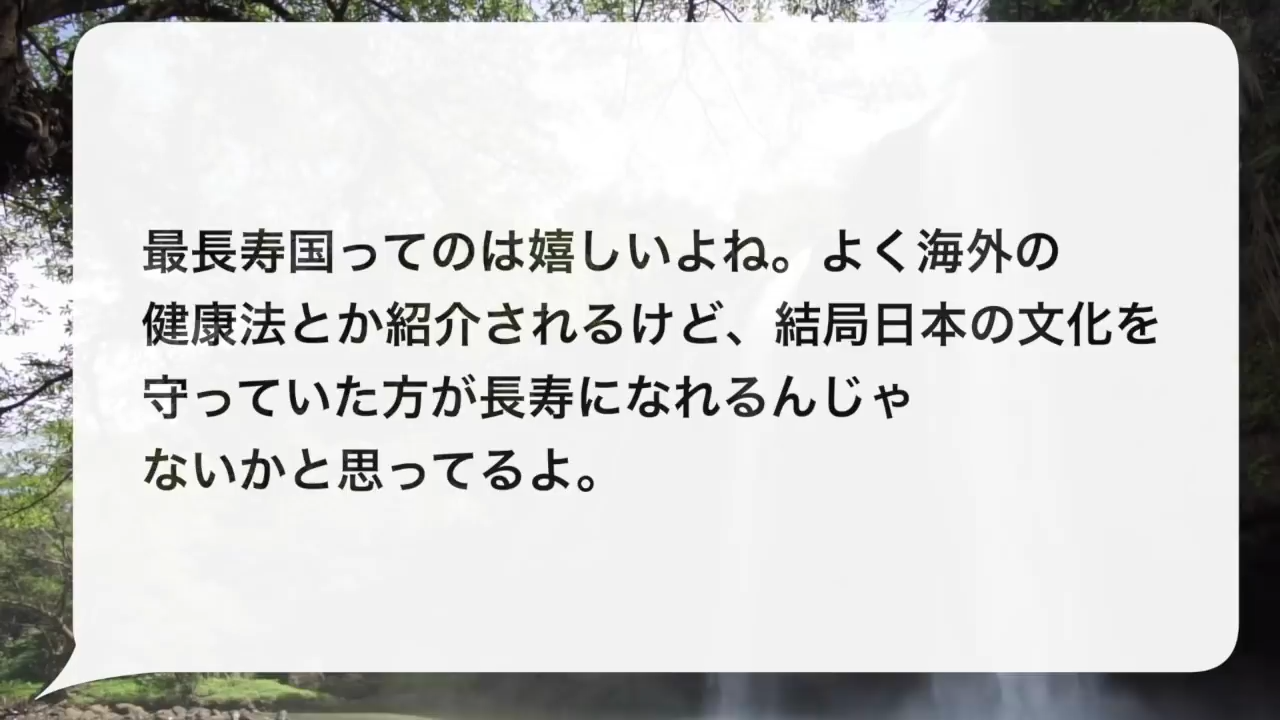 最長寿国ってのは嬉しいよね。よく海外の
健康法とか紹介されるけど、結局日本の文化を
守っていた方が長寿になれるんじゃ
ないかと思ってるよ。